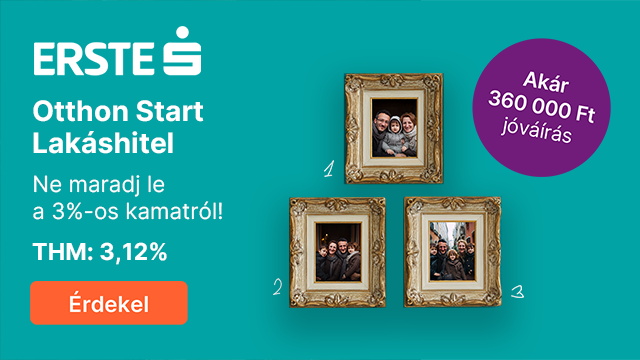 ERSTE
Otthon Start
Lakáshitel
Ne maradj le
a 3%-os kamatról!
THM: 3,12%
Érdekel
Akár
360 000 Ft
jóváírás
1
2
3